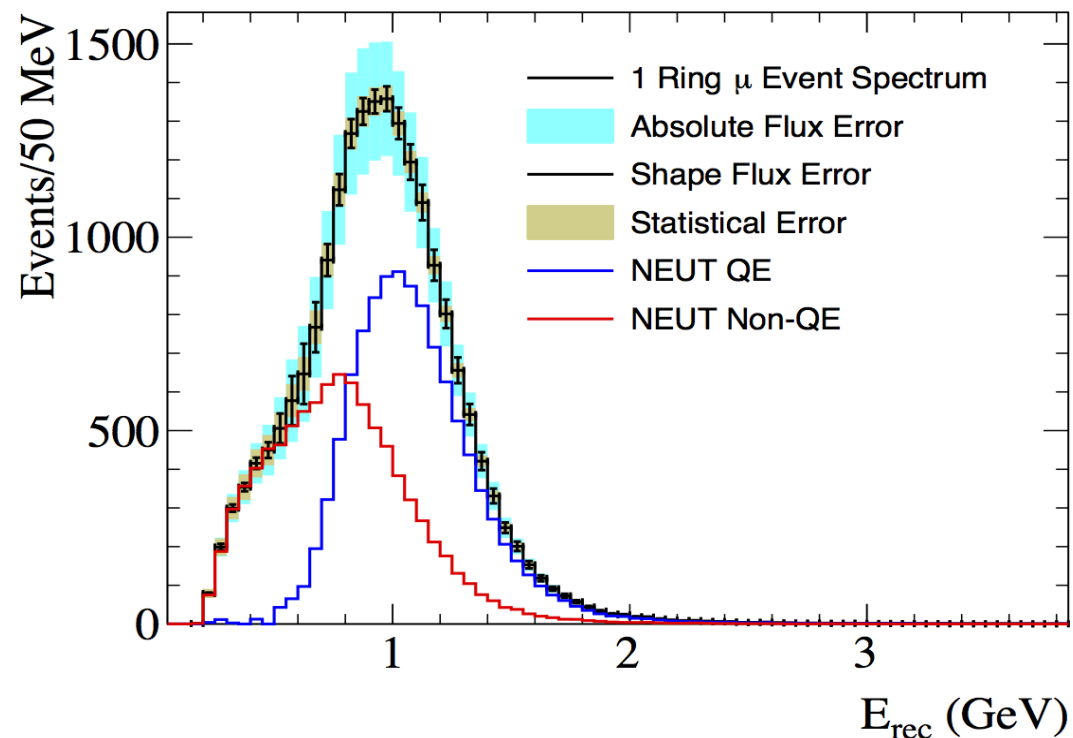 Events/50 MeV
1500
1000
500
0
1 Ring μ Event Spectrum
Absolute Flux Error
Shape Flux Error
Statistical Error
NEUT QE
NEUT Non-QE
1
2
3
E_rec (GeV)